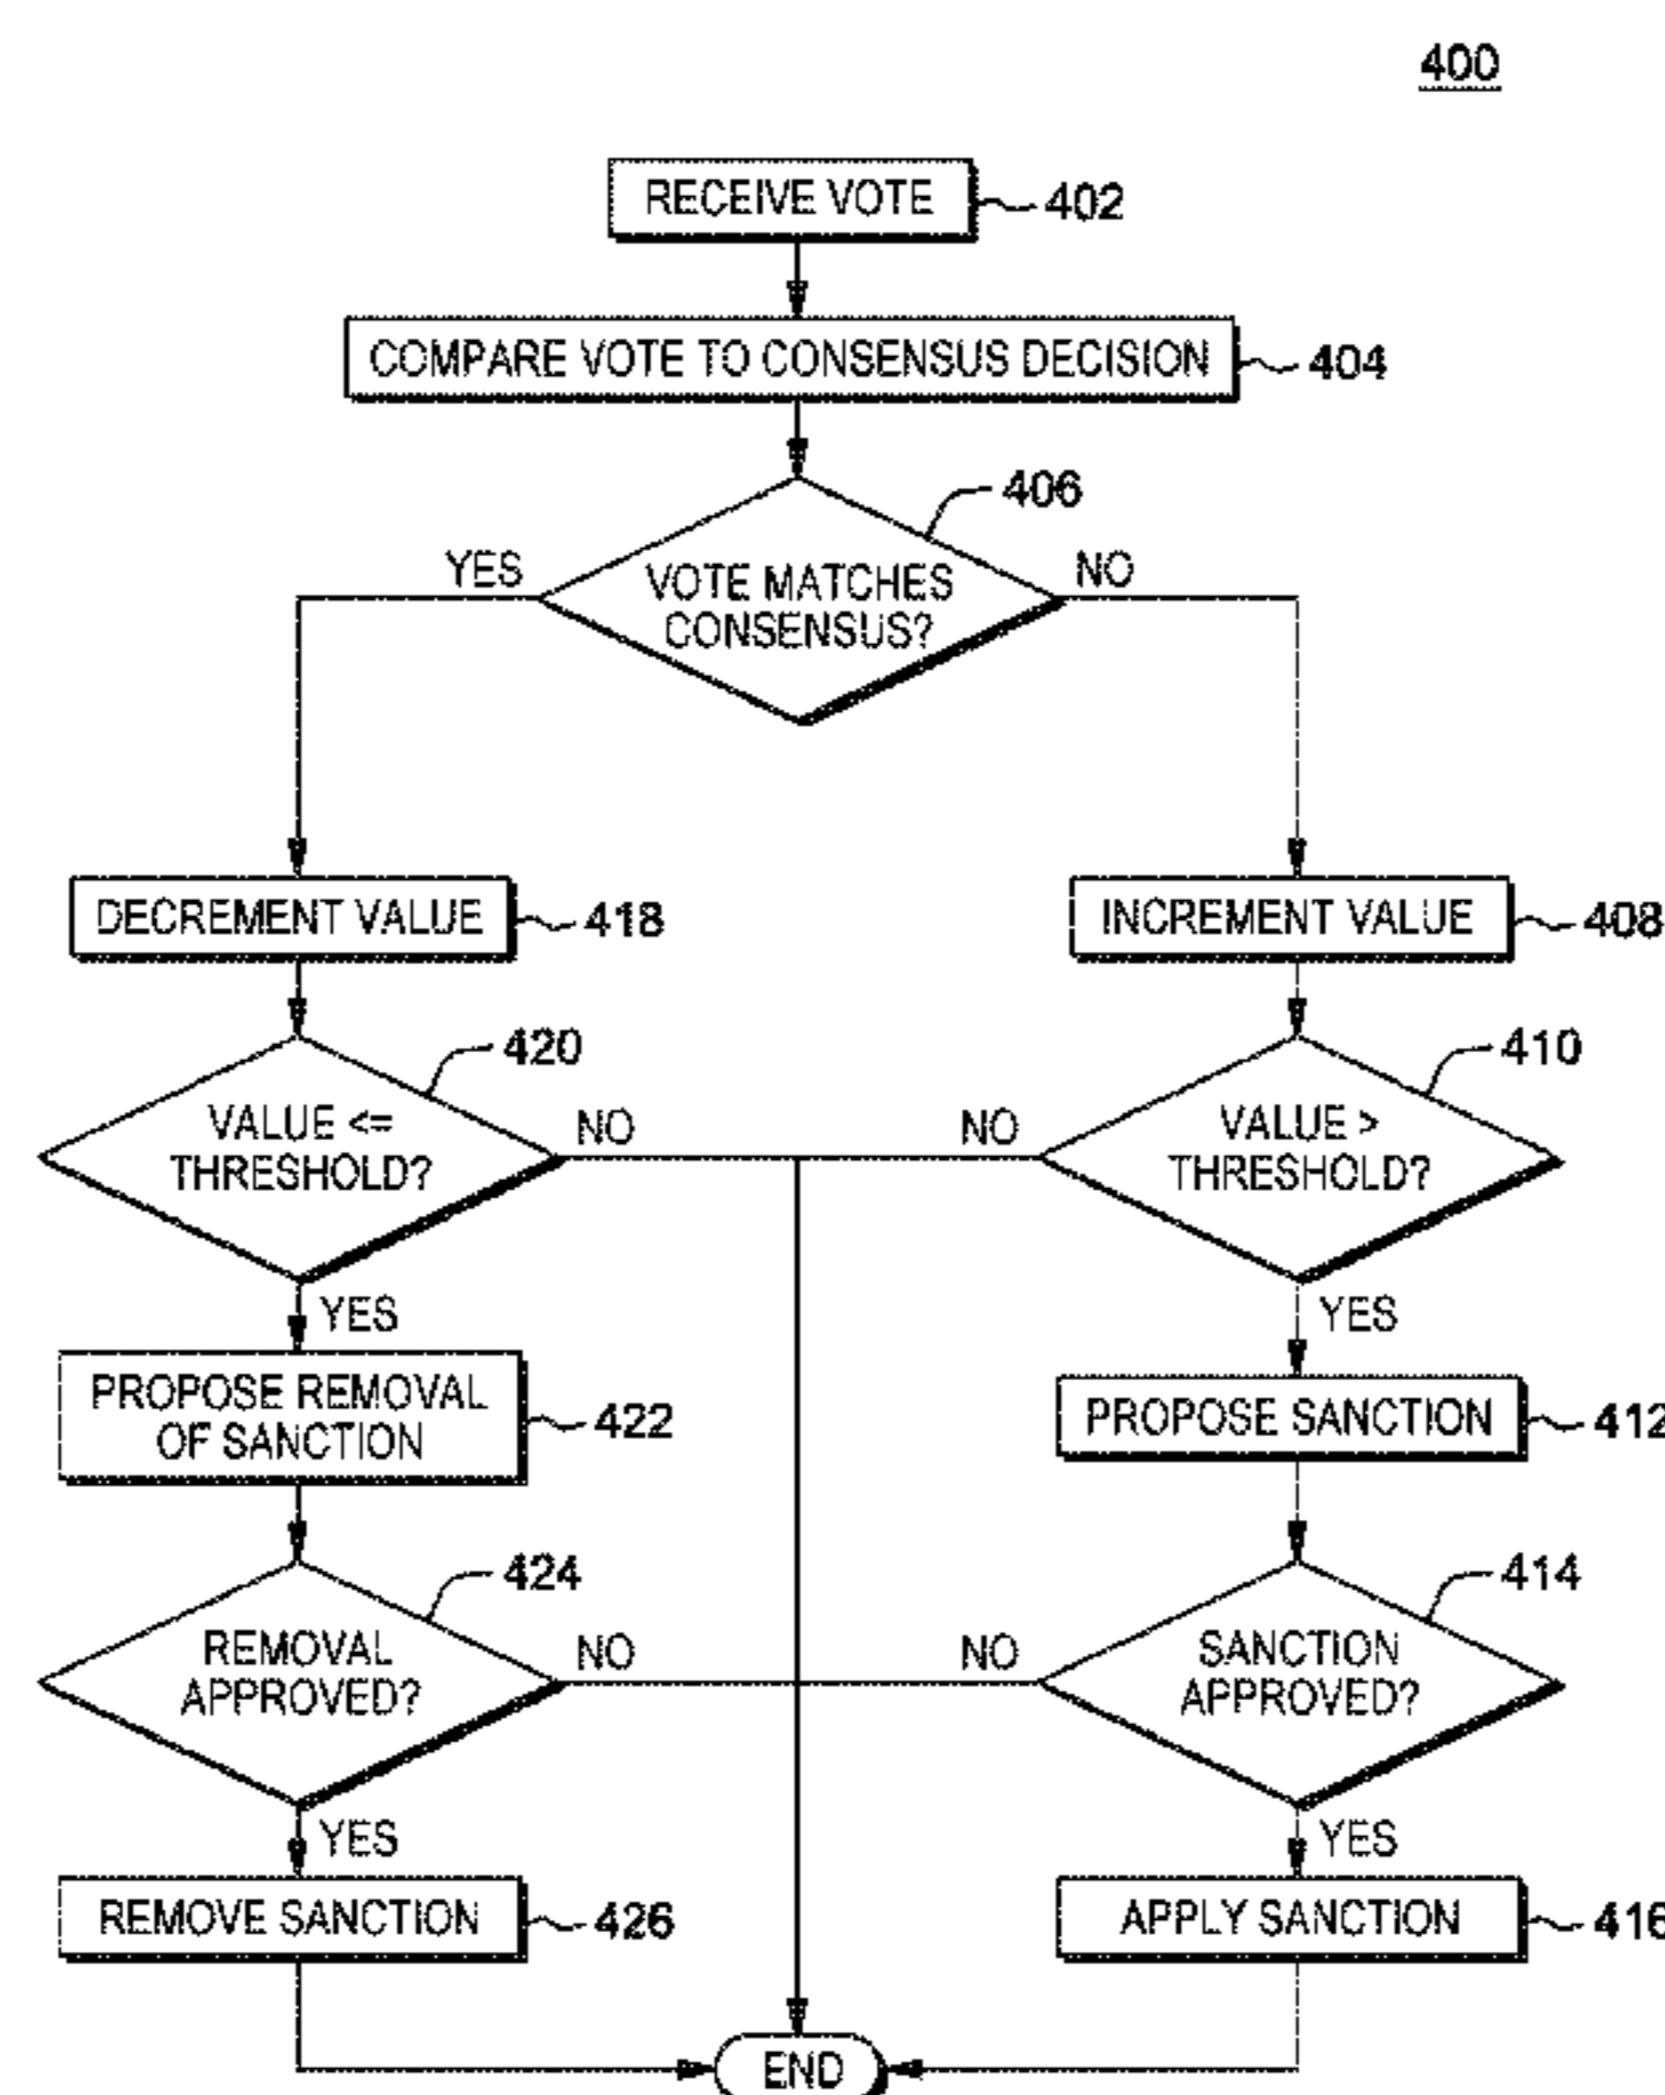 400
RECEIVE VOTE
402
COMPARE VOTE TO CONSENSUS DECISION
404
406
YES
VOTE MATCHES
CONSENSUS?
NO
DECREMENT VALUE
418
INCREMENT VALUE
408
420
VALUE <=
THRESHOLD?
NO
410
NO
VALUE >
THRESHOLD?
YES
YES
PROPOSE REMOVAL
OF SANCTION
422
PROPOSE SANCTION
412
424
REMOVAL
APPROVED?
NO
414
NO
SANCTION
APPROVED?
YES
YES
REMOVE SANCTION
426
APPLY SANCTION
416
END